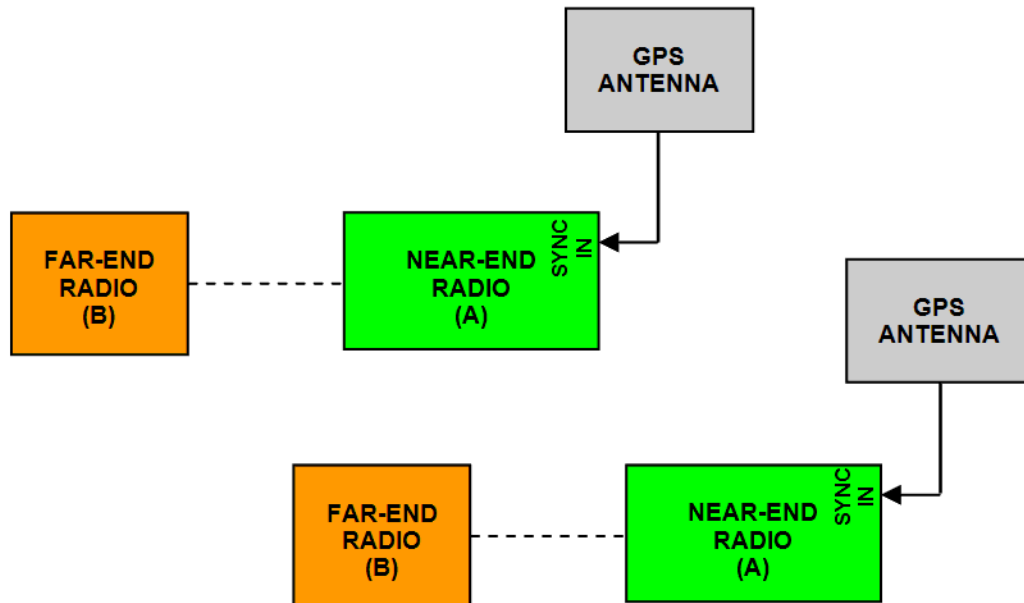 GPS
ANTENNA
FAR-END
RADIO
(B)
NEAR-END
RADIO
(A)
SYNC
IN
GPS
ANTENNA
FAR-END
RADIO
(B)
NEAR-END
RADIO
(A)
SYNC
IN